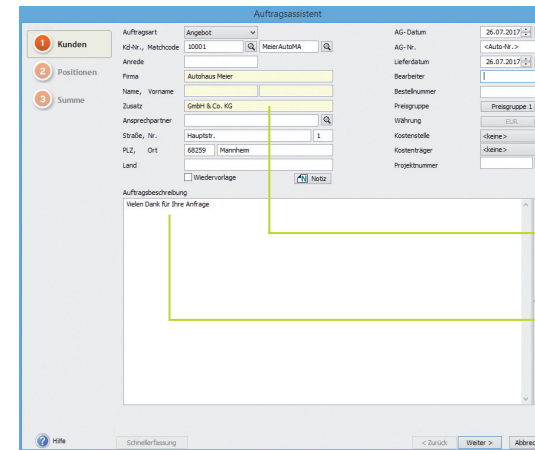 Auftragsassistent
1 Kunden
2 Positionen
3 Summe
Auftragsart Angebot
Kd-Nr., Matchcode 10001 MeierAutoMA
Anrede
Firma Autohaus Meier
Name, Vorname
Zusatz GmbH & Co. KG
Ansprechpartner
Straße, Nr. Hauptstr. 1
PLZ, Ort 68259 Mannheim
Land
Wiedervorlage Notiz
AG-Datum 26.07.2017
AG-Nr. <Auto-Nr.>
Lieferdatum 26.07.2017
Bearbeiter
Bestellnummer
Preisgruppe Preisgruppe 1
Währung EUR
Kostenstelle <keine>
Kostenträger <keine>
Projektnummer
Auftragsbeschreibung
Vielen Dank für Ihre Anfrage
Hilfe Schnellerfassung < Zurück Weiter > Abbrec